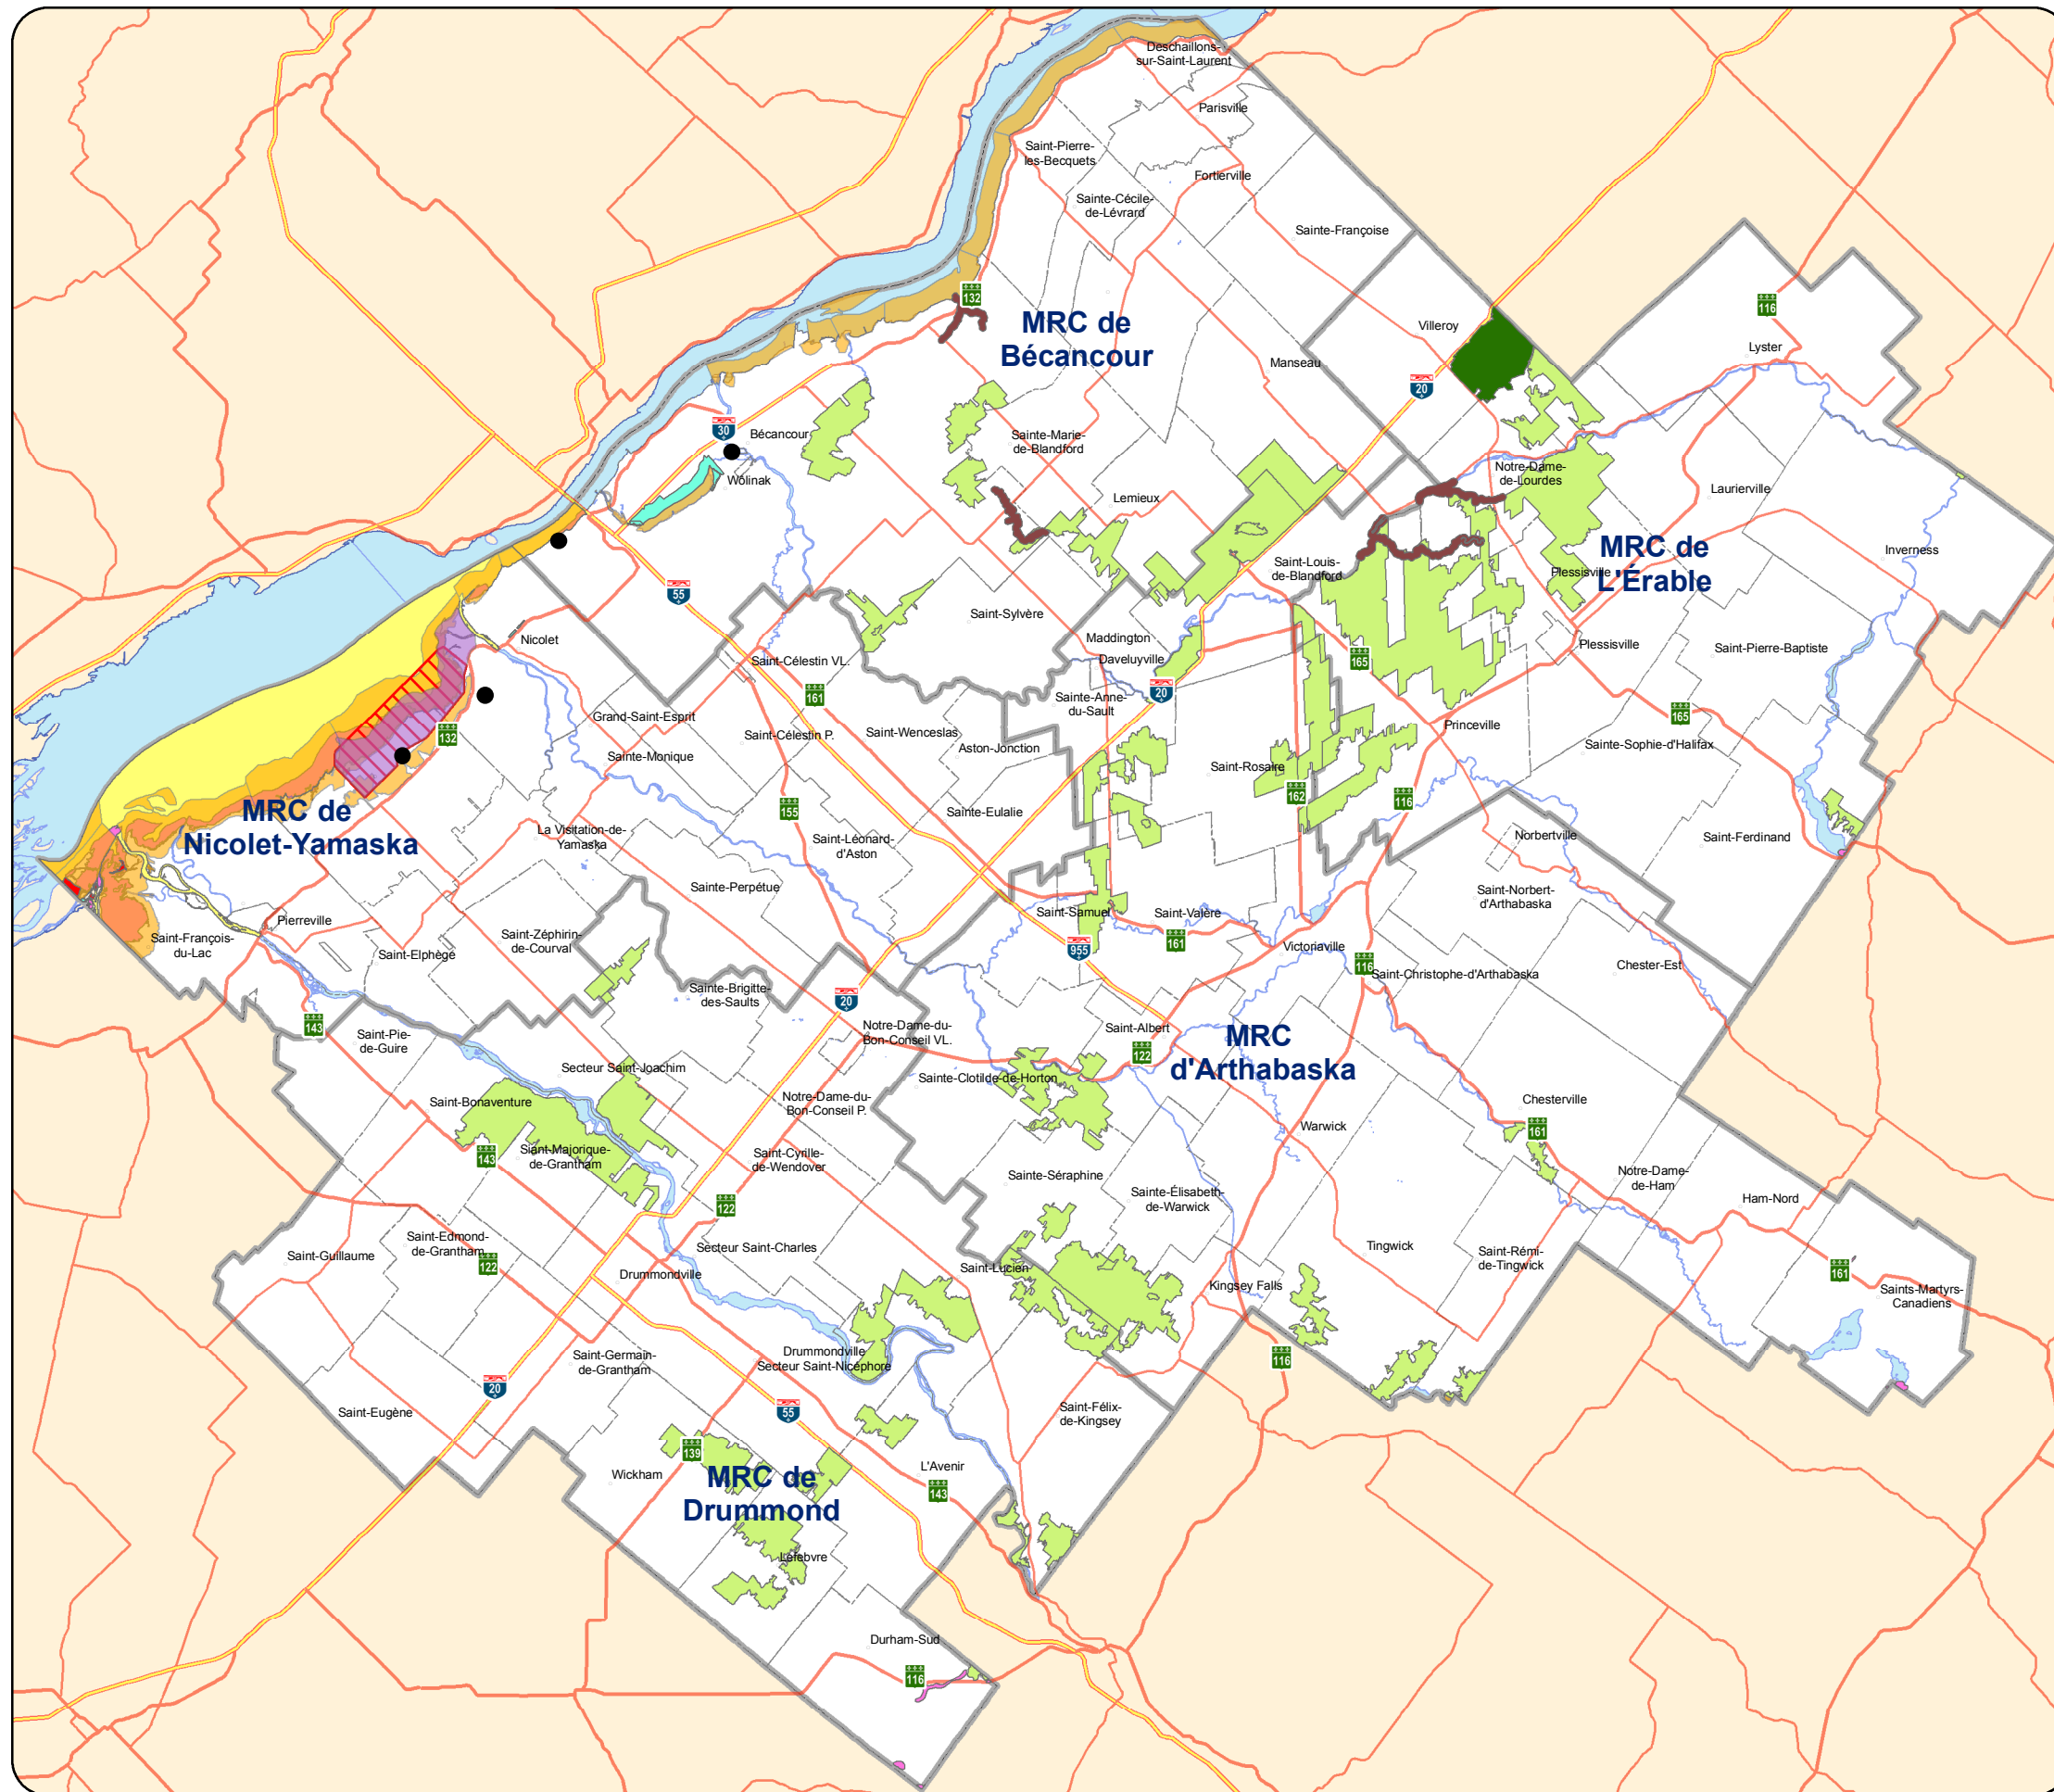 Deschaillons-
sur-Saint-Laurent
Parisville
Saint-Pierre-
les-Becquets
Fortierville
Sainte-Cécile-
de-Lévrard
Sainte-Françoise
132
116
MRC de
Bécancour
Villeroy
Lyster
Manseau
20
30
Bécancour
Sainte-Marie-
de-Blandford
Wôlinak
Notre-Dame-
de-Lourdes
Laurierville
Lemieux
MRC de
L'Érable
Inverness
Saint-Louis-
de-Blandford
Plessisville
55
Saint-Sylvère
Nicolet
Maddington
Daveluyville
Plessisville
Saint-Pierre-Baptiste
Saint-Célestin VL.
165
161
20
Sainte-Anne-
du-Sault
Grand-Saint-Esprit
165
132
Saint-Célestin P.
Saint-Wenceslas
Aston-Jonction
Princeville
Sainte-Sophie-d'Halifax
Sainte-Monique
Saint-Rosaire
162
116
MRC de
Nicolet-Yamaska
155
Sainte-Eulalie
La Visitation-de-
Yamaska
Saint-Léonard-
d'Aston
Norbertville
Saint-Ferdinand
Sainte-Perpétue
Saint-Norbert-
d'Arthabaska
Saint-Samuel
Saint-Valère
Pierreville
Saint-François-
du-Lac
Saint-Zéphirin-
de-Courval
Saint-Elphège
955
161
Victoriaville
116
Saint-Christophe-d'Arthabaska
Chester-Est
Sainte-Brigitte-
des-Saults
20
143
Saint-Pie-
de-Guire
Notre-Dame-du-
Bon-Conseil VL.
Saint-Albert
122
MRC
d'Arthabaska
Secteur Saint-Joachim
Sainte-Clotilde-de-Horton
Saint-Bonaventure
Notre-Dame-du-
Bon-Conseil P.
Chesterville
161
Warwick
143
Siant-Majorique-
de-Grantham
Saint-Cyrille-
de-Wendover
Sainte-Séraphine
Notre-Dame-
de-Ham
Sainte-Élisabeth-
de-Warwick
Ham-Nord
122
Saint-Guillaume
Saint-Edmond-
de-Grantham
122
Secteur Saint-Charles
Tingwick
Saint-Rémi-
de-Tingwick
Saint-Lucien
Drummondville
Kingsey Falls
161
Saints-Martyrs-
Canadiens
Saint-Germain-
de-Grantham
Drummondville
Secteur Saint-Nicéphore
116
20
55
Saint-Eugène
Saint-Félix-
de-Kingsey
139
Wickham
MRC de
Drummond
L'Avenir
143
Lefebvre
Durham-Sud
116